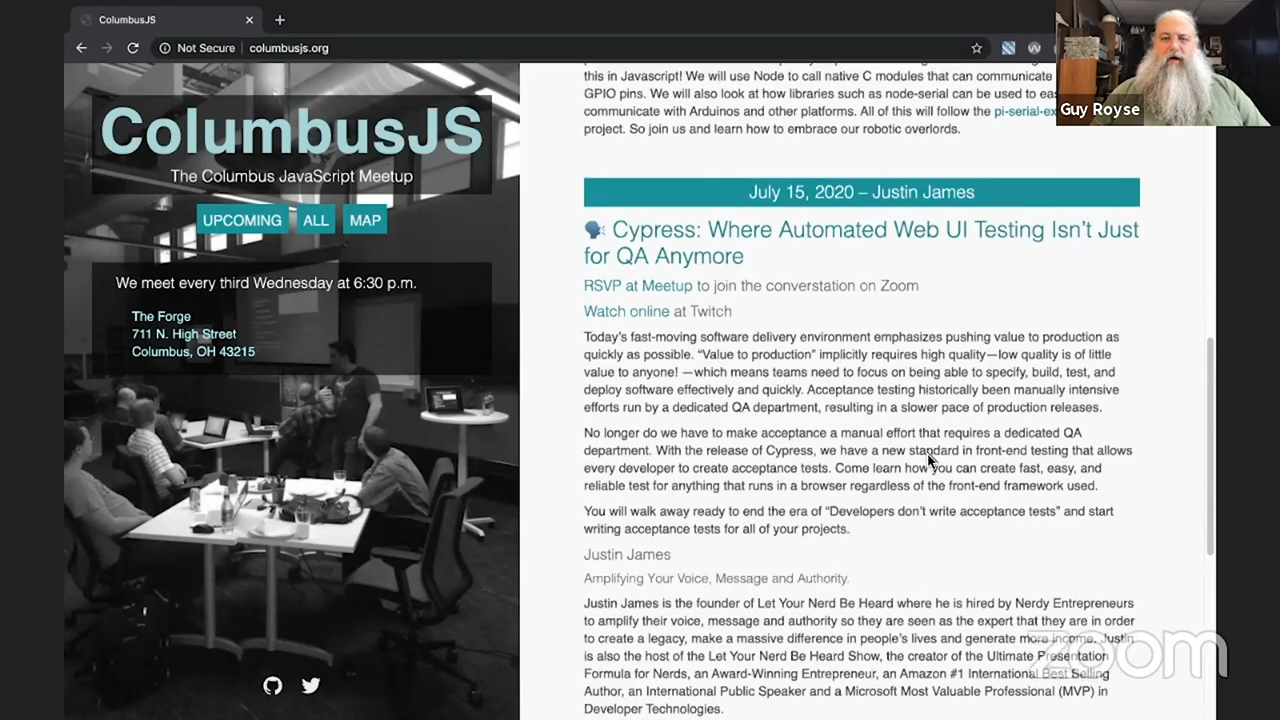 ColumbusJS
Not Secure
columbusjs.org
Guy Royse
ColumbusJS
The Columbus JavaScript Meetup
UPCOMING
ALL
MAP
We meet every third Wednesday at 6:30 p.m.
The Forge
711 N. High Street
Columbus, OH 43215
this in Javascript! We will use Node to call native C modules that can communicate
GPIO pins. We will also look at how libraries such as node-serial can be used to
communicate with Arduinos and other platforms. All of this will follow the
project. So join us and learn how to embrace our robotic overlords.
July 15, 2020 – Justin James
Cypress: Where Automated Web UI Testing Isn’t Just
for QA Anymore
RSVP at Meetup to join the converstation on Zoom
Watch online at Twitch
Today’s fast-moving software delivery environment emphasizes pushing value to production as
quickly as possible. “Value to production” implicitly requires high quality—low quality is of little
value to anyone! —which means teams need to focus on being able to specify, build, test, and
deploy software effectively and quickly. Acceptance testing historically been manually intensive
efforts run by a dedicated QA department, resulting in a slower pace of production releases.
No longer do we have to make acceptance a manual effort that requires a dedicated QA
department. With the release of Cypress, we have a new standard in front-end testing that allows
every developer to create acceptance tests. Come learn how you can create fast, easy, and
reliable test for anything that runs in a browser regardless of the front-end framework used.
You will walk away ready to end the era of “Developers don’t write acceptance tests” and start
writing acceptance tests for all of your projects.
Justin James
Amplifying Your Voice, Message and Authority.
Justin James is the founder of Let Your Nerd Be Heard where he is hired by Nerdy Entrepreneurs
to amplify their voice, message and authority so they are seen as the expert that they are in order
to create a legacy, make a massive difference in people’s lives and generate more income. Justin
is also the host of the Let Your Nerd Be Heard Show, the creator of the Ultimate Presentation
Formula for Nerds, an Award-Winning Entrepreneur, an Amazon #1 International Best Selling
Author, an International Public Speaker and a Microsoft Most Valuable Professional (MVP) in
Developer Technologies.
zoom